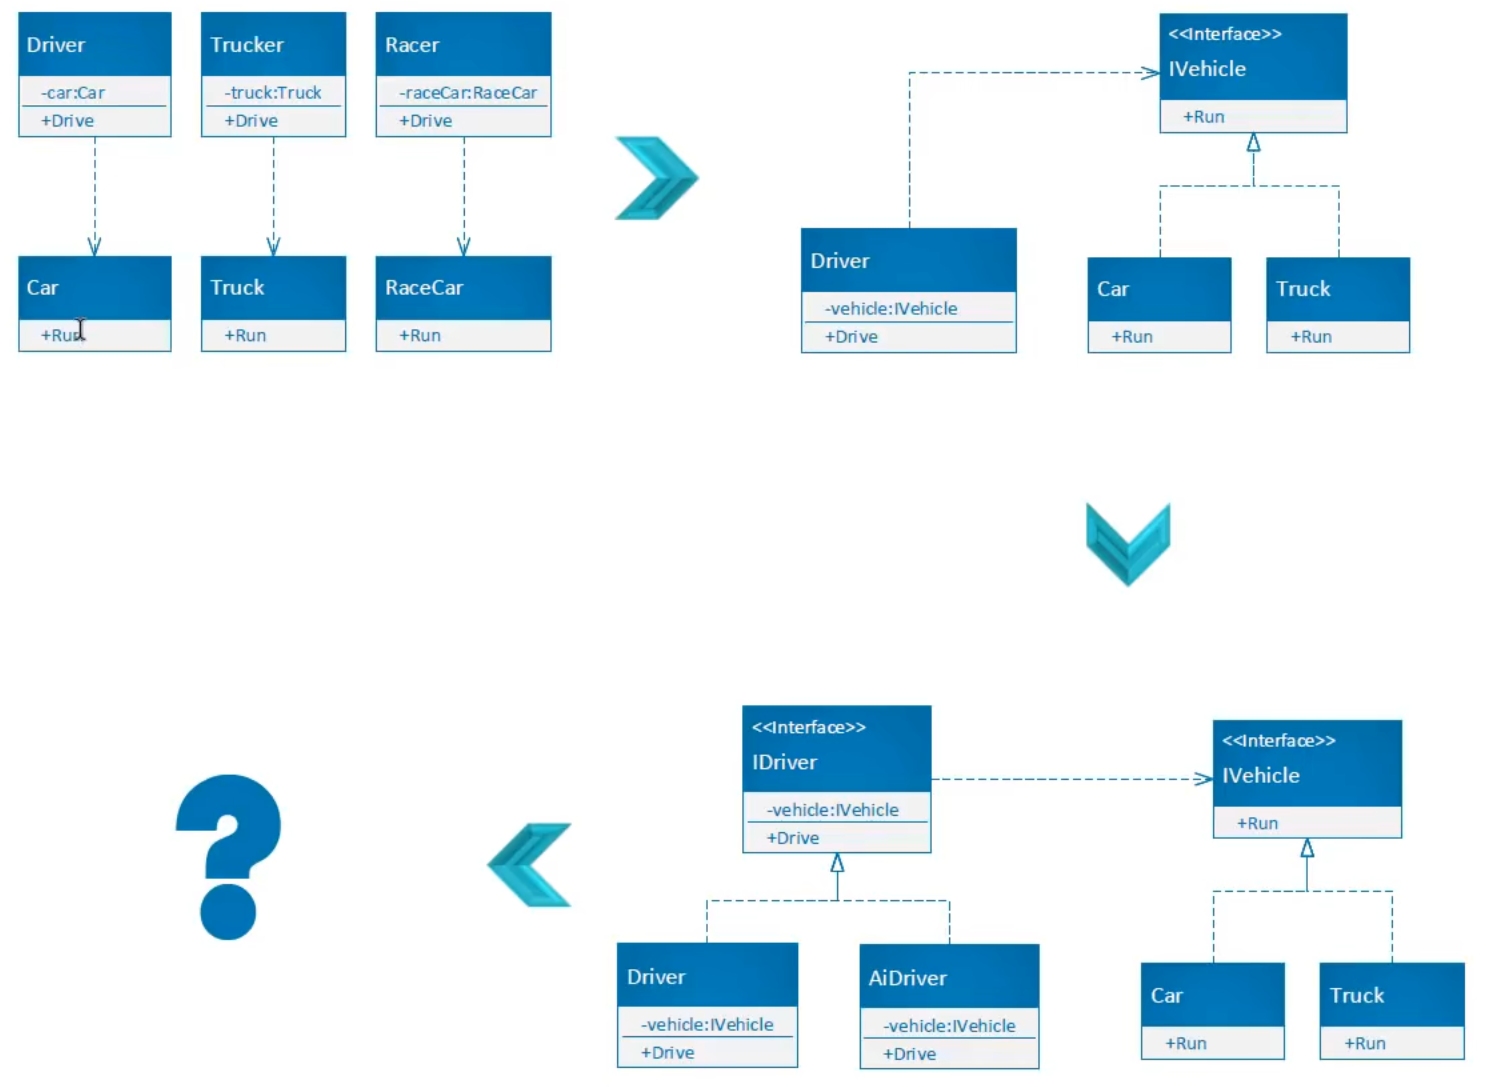 Driver
-car:Car
+Drive
Trucker
-truck:Truck
+Drive
Racer
-raceCar:RaceCar
+Drive
Car
+Run
Truck
+Run
RaceCar
+Run
<<Interface>>
IVehicle
+Run
Driver
-vehicle:IVehicle
+Drive
Car
+Run
Truck
+Run
<<Interface>>
IDriver
-vehicle:IVehicle
+Drive
<<Interface>>
IVehicle
+Run
Driver
-vehicle:IVehicle
+Drive
AiDriver
-vehicle:IVehicle
+Drive
Car
+Run
Truck
+Run
?